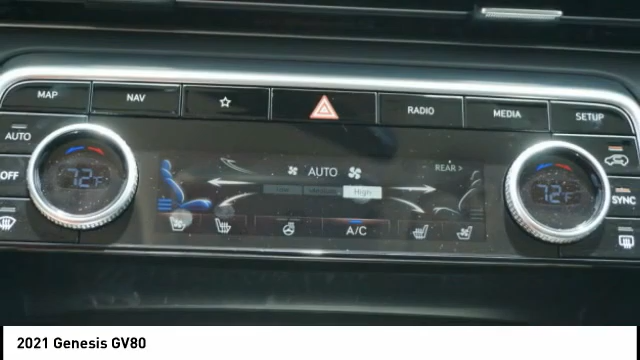 MAP NAV RADIO MEDIA SETUP
AUTO AUTO REAR >
72°F High 72°F
OFF SYNC
A/C
2021 Genesis GV80